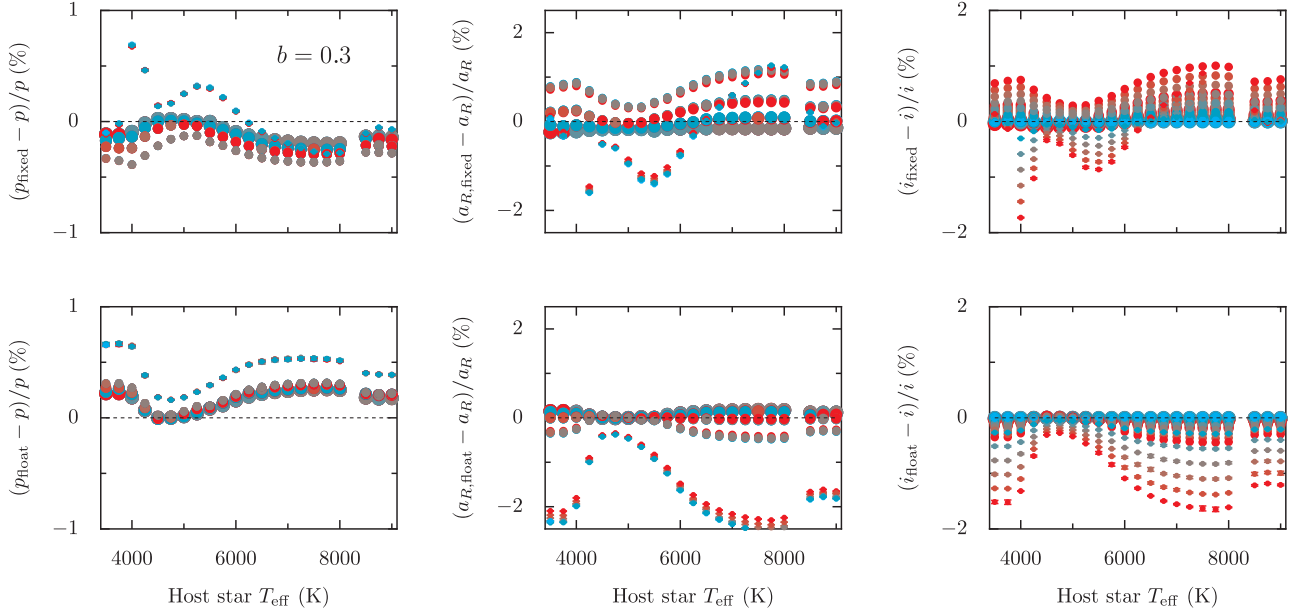 1
0
−1
(p_fixed − p)/p (%)
b = 0.3
2
0
−2
(a_R,fixed − a_R)/a_R (%)
2
0
−2
(i_fixed − i)/i (%)
1
0
−1
(p_float − p)/p (%)
4000 6000 8000
Host star T_eff (K)
2
0
−2
(a_R,float − a_R)/a_R (%)
4000 6000 8000
Host star T_eff (K)
2
0
−2
(i_float − i)/i (%)
4000 6000 8000
Host star T_eff (K)